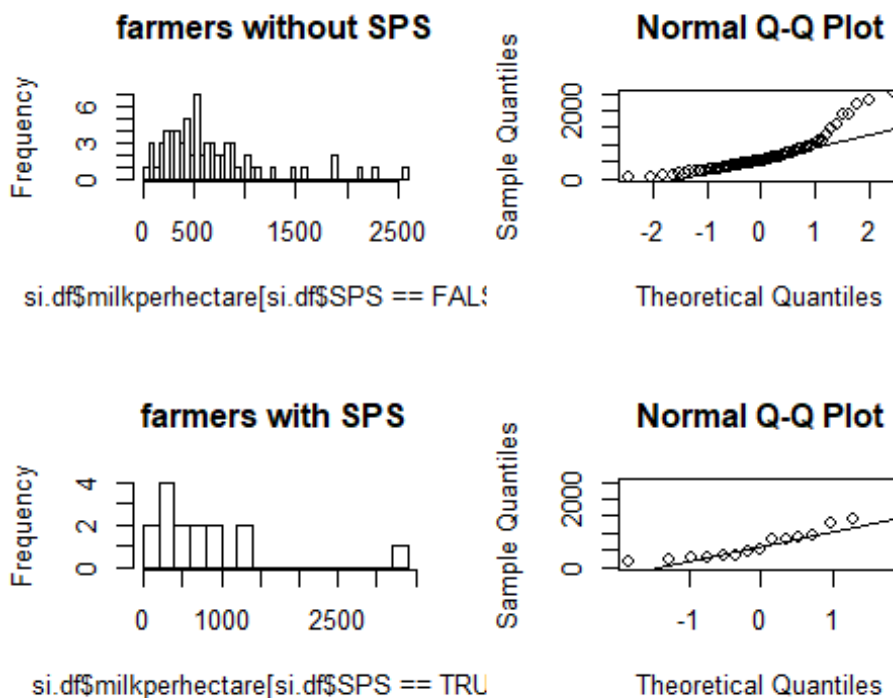 farmers without SPS
Frequency
0 3 6
0 500 1500 2500
si.df$milkperhectare[si.df$SPS == FALS
Normal Q-Q Plot
Sample Quantiles
0 2000
-2 -1 0 1 2
Theoretical Quantiles
farmers with SPS
Frequency
0 2 4
0 1000 2500
si.df$milkperhectare[si.df$SPS == TRU
Normal Q-Q Plot
Sample Quantiles
0 2000
-1 0 1
Theoretical Quantiles